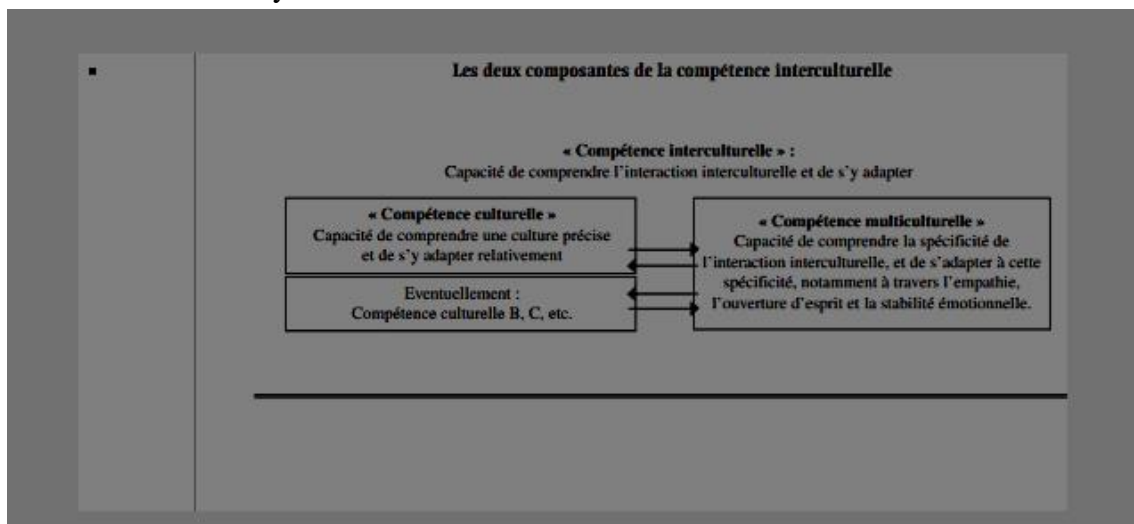 Les deux composantes de la compétence interculturelle
« Compétence interculturelle » :
Capacité de comprendre l'interaction interculturelle et de s'y adapter
« Compétence culturelle »
Capacité de comprendre une culture précise
et de s'y adapter relativement
Eventuellement :
Compétence culturelle B, C, etc.
« Compétence multiculturelle »
Capacité de comprendre la spécificité de
l'interaction interculturelle, et de s'adapter à cette
spécificité, notamment à travers l'empathie,
l'ouverture d'esprit et la stabilité émotionnelle.